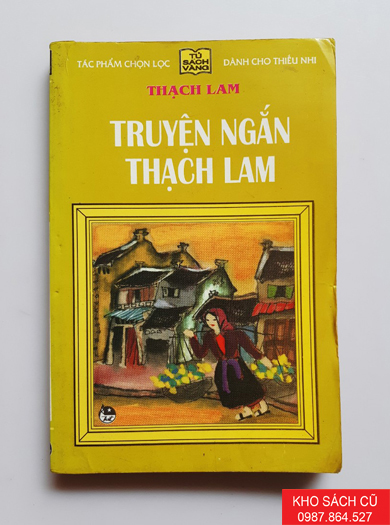 TÁC PHẨM CHỌN LỌC
TỦ SÁCH VÀNG
DÀNH CHO THIẾU NHI
THẠCH LAM
TRUYỆN NGẮN
THẠCH LAM
KHO SÁCH CŨ
0987.864.527